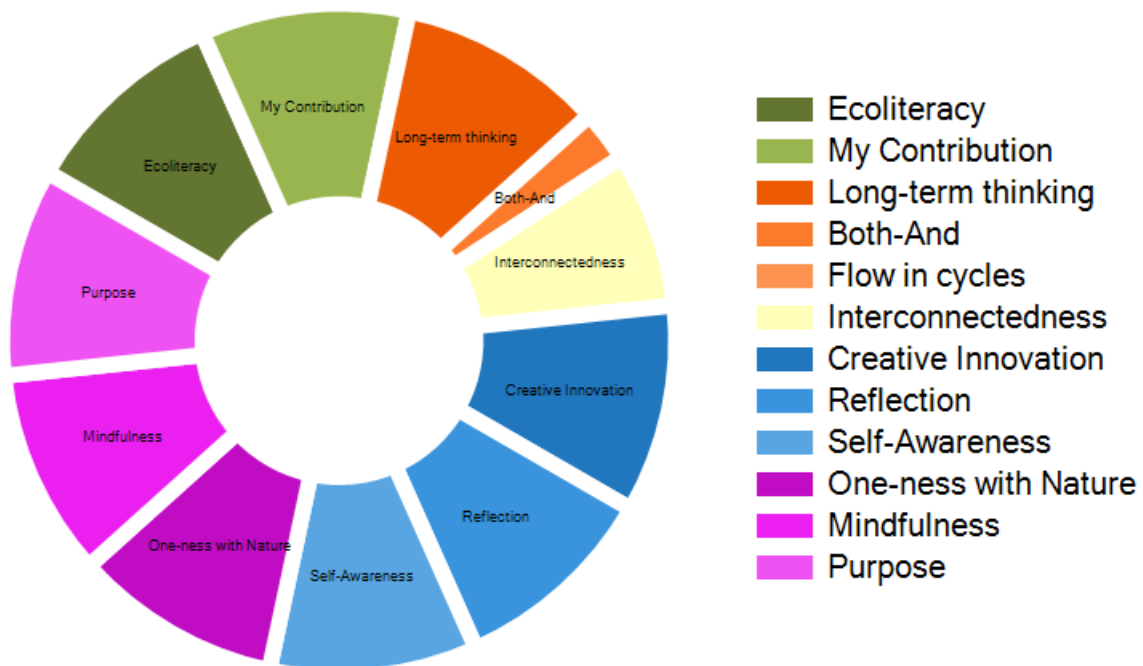 My Contribution
Long-term thinking
Ecoliteracy
Both-And
Interconnectedness
Purpose
Creative Innovation
Mindfulness
Reflection
One-ness with Nature
Self-Awareness
Ecoliteracy
My Contribution
Long-term thinking
Both-And
Flow in cycles
Interconnectedness
Creative Innovation
Reflection
Self-Awareness
One-ness with Nature
Mindfulness
Purpose